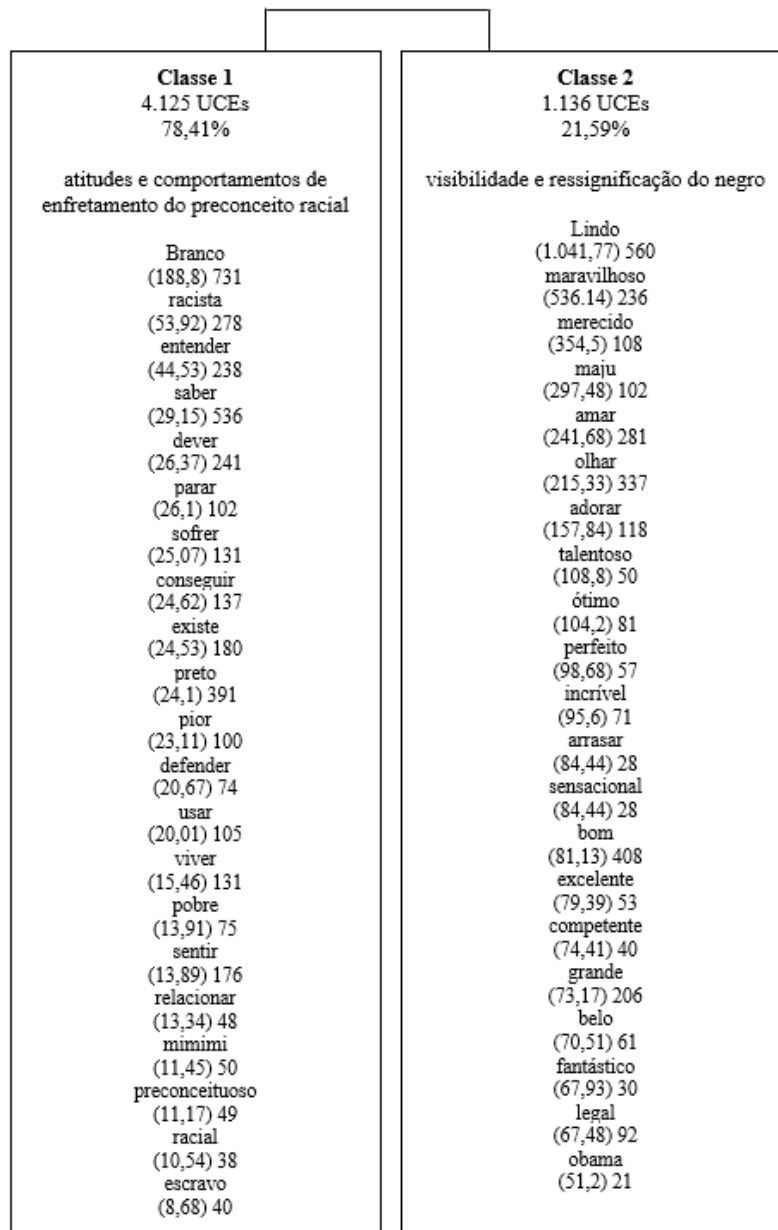 Classe 1
4.125 UCEs
78,41%
atitudes e comportamentos de
enfretamento do preconceito racial
Branco
(188,8) 731
racista
(53,92) 278
entender
(44,53) 238
saber
(29,15) 536
dever
(26,37) 241
parar
(26,1) 102
sofrer
(25,07) 131
conseguir
(24,62) 137
existe
(24,53) 180
preto
(24,1) 391
pior
(23,11) 100
defender
(20,67) 74
usar
(20,01) 105
viver
(15,46) 131
pobre
(13,91) 75
sentir
(13,89) 176
relacionar
(13,34) 48
mimimi
(11,45) 50
preconceituoso
(11,17) 49
racial
(10,54) 38
escravo
(8,68) 40
Classe 2
1.136 UCEs
21,59%
visibilidade e ressignificação do negro
Lindo
(1.041,77) 560
maravilhoso
(536.14) 236
merecido
(354,5) 108
maju
(297,48) 102
amar
(241,68) 281
olhar
(215,33) 337
adorar
(157,84) 118
talentoso
(108,8) 50
ótimo
(104,2) 81
perfeito
(98,68) 57
incrível
(95,6) 71
arrasar
(84,44) 28
sensacional
(84,44) 28
bom
(81,13) 408
excelente
(79,39) 53
competente
(74,41) 40
grande
(73,17) 206
belo
(70,51) 61
fantástico
(67,93) 30
legal
(67,48) 92
obama
(51,2) 21